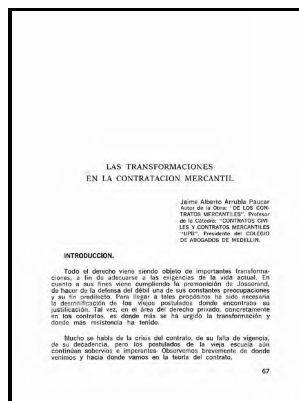 LAS TRANSFORMACIONES
EN LA CONTRATACION MERCANTIL
Jaime Alberto Arrubla Paucar
Autor de la Obra: "DE LOS CON-
TRATOS MERCANTILES". Profesor
de la Cátedra: "CONTRATOS CIVI-
LES Y CONTRATOS MERCANTILES
"UPB". Presidente del COLEGIO
DE ABOGADOS DE MEDELLIN.
INTRODUCCION.
Todo el derecho viene siendo objeto de importantes transforma-
ciones, a fin de adecuarse a las exigencias de la vida actual. En
cuanto a sus fines viene cumpliendo la premonición de Josserand,
de hacer de la defensa del débil una de sus constantes preocupaciones
y su fin predilecto. Para llegar a tales propósitos ha sido necesaria
la desmitificación de los viejos postulados donde encontraba su
justificación. Tal vez, en el área del derecho privado, concretamente
en los contratos, es donde más se ha urgido la transformación y
donde más resistencia ha tenido.
Mucho se habla de la crisis del contrato, de su falta de vigencia,
de su decadencia, pero los postulados de la vieja escuela aún
continúan soberbios e imperantes. Observemos brevemente de donde
venimos y hacia donde vamos en la teoría del contrato.
67